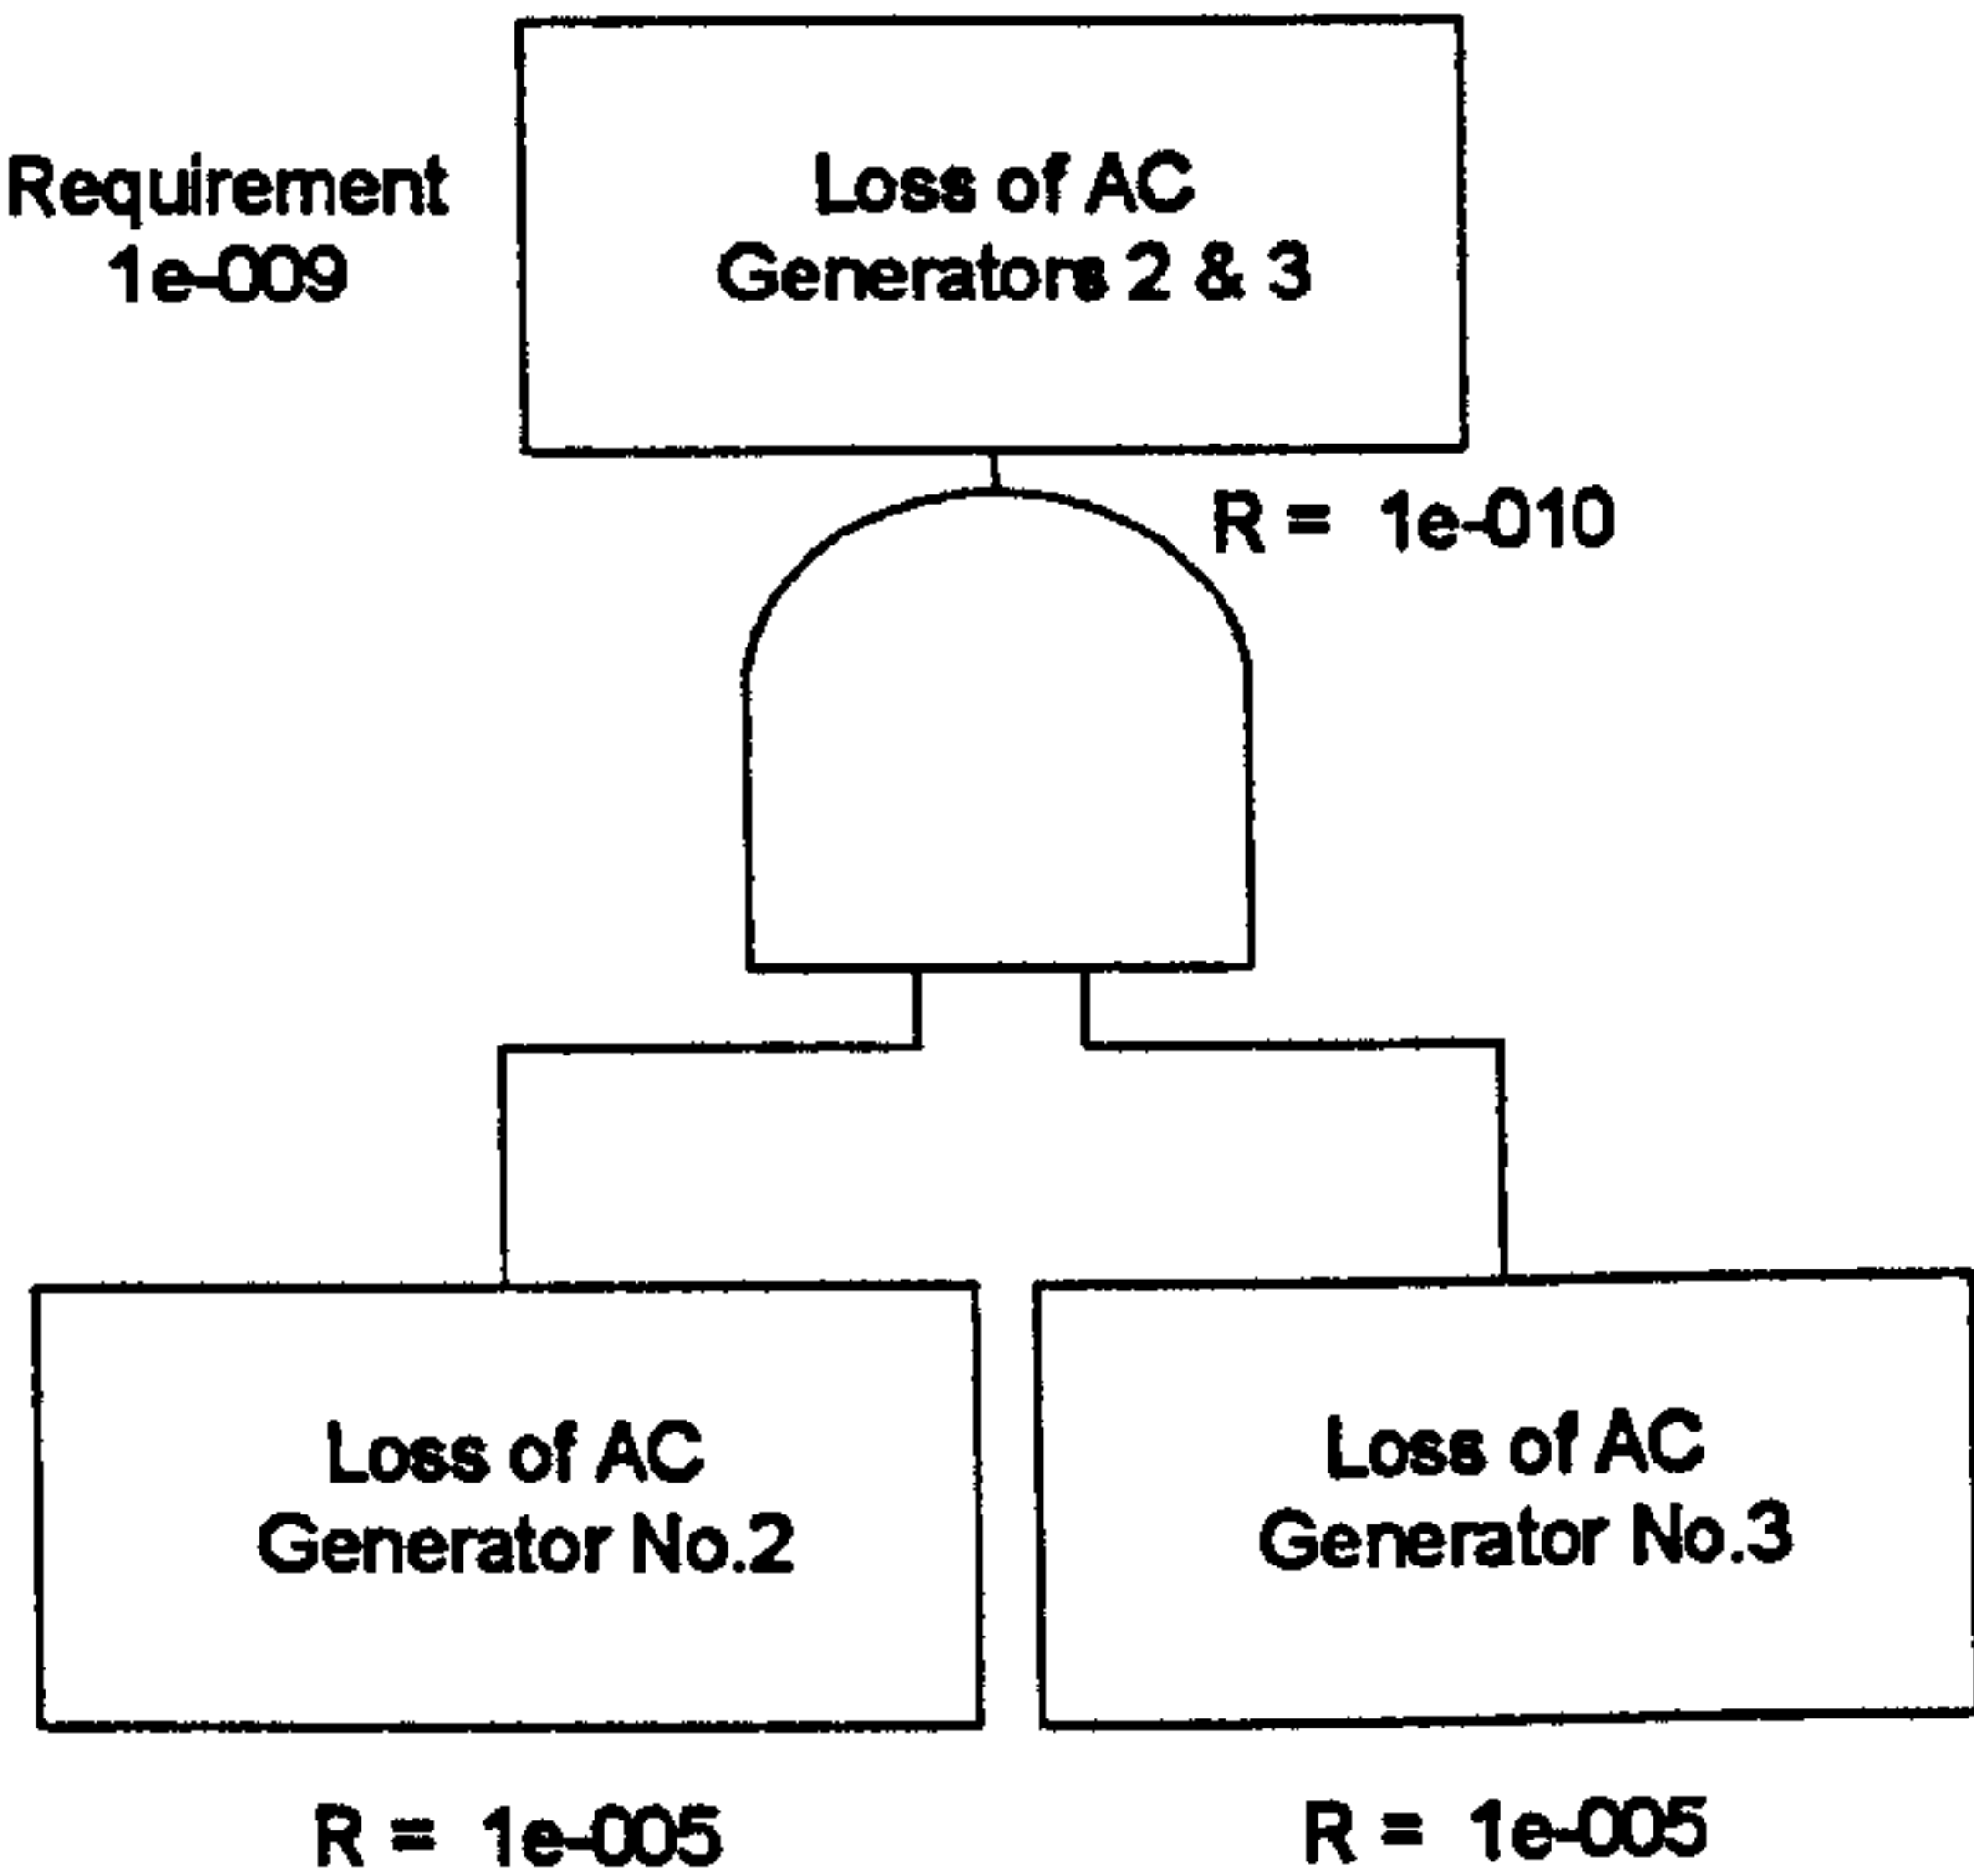 Requirement
1e-009
Loss of AC
Generators 2 & 3
R = 1e-010
Loss of AC
Generator No.2
Loss of AC
Generator No.3
R = 1e-005
R = 1e-005